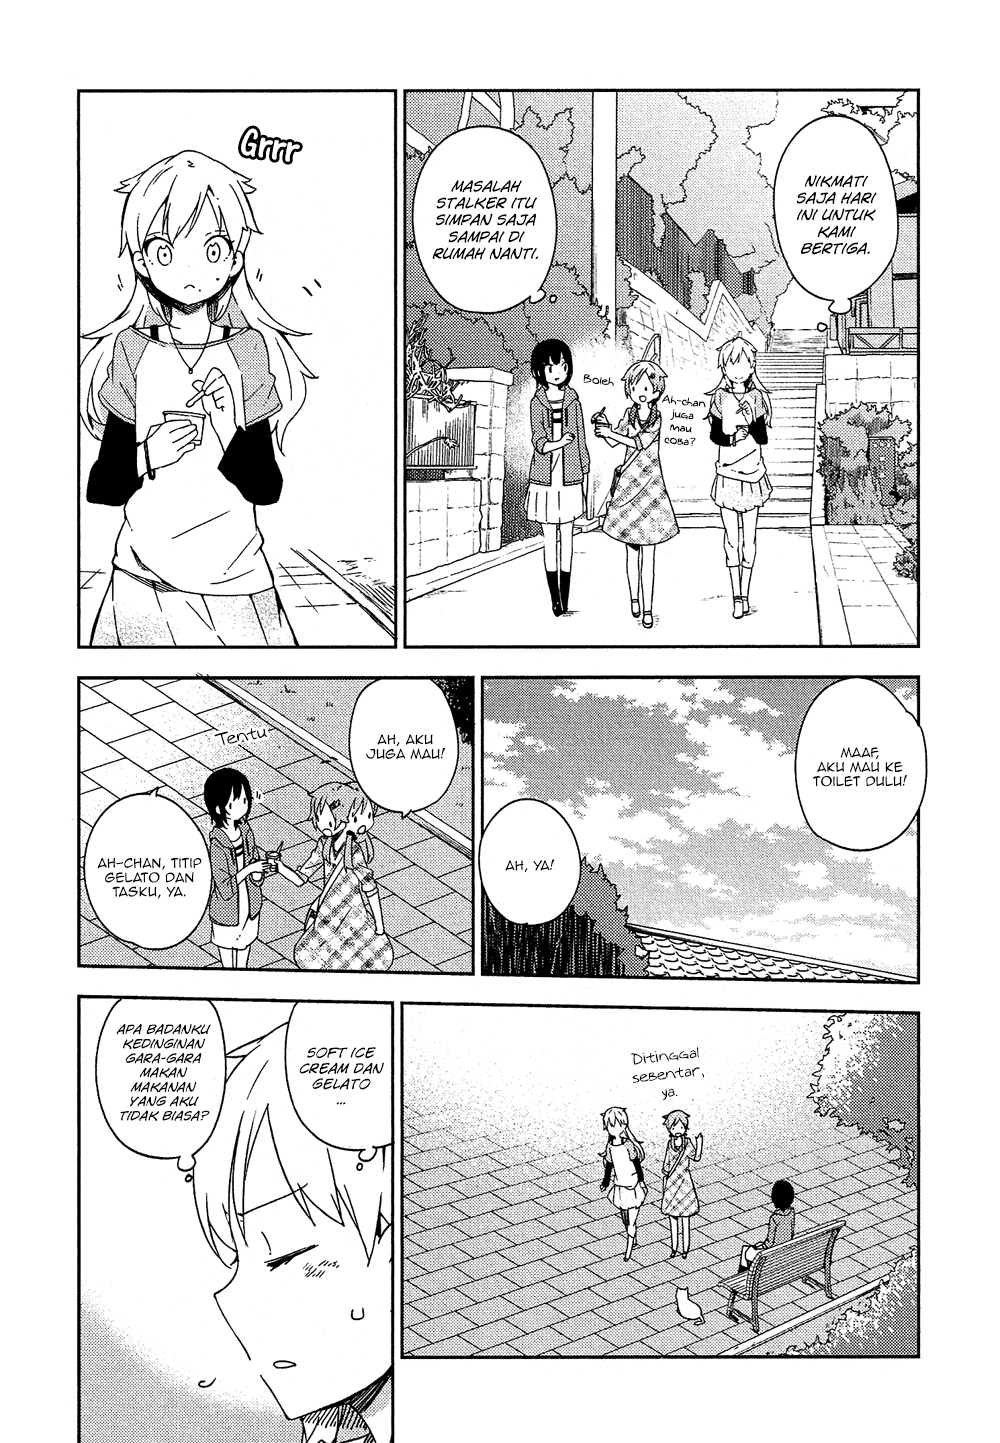 NIKMATI
SAJA HARI
INI UNTUK
KAMI
BERTIGA.
MASALAH
STALKER ITU
SIMPAN SAJA
SAMPAI DI
RUMAH NANTI.
Boleh
Ah-chan
juga
mau
coba?
Grrr
MAAF,
AKU MAU KE
TOILET DULU!
AH, YA!
AH, AKU
JUGA MAU!
Tentu
AH-CHAN, TITIP
GELATO DAN
TASKU, YA.
Ditinggal
sebentar,
ya.
SOFT ICE
CREAM DAN
GELATO
...
APA BADANKU
KEDINGINAN
GARA-GARA
MAKAN
MAKANAN
YANG AKU
TIDAK BIASA?